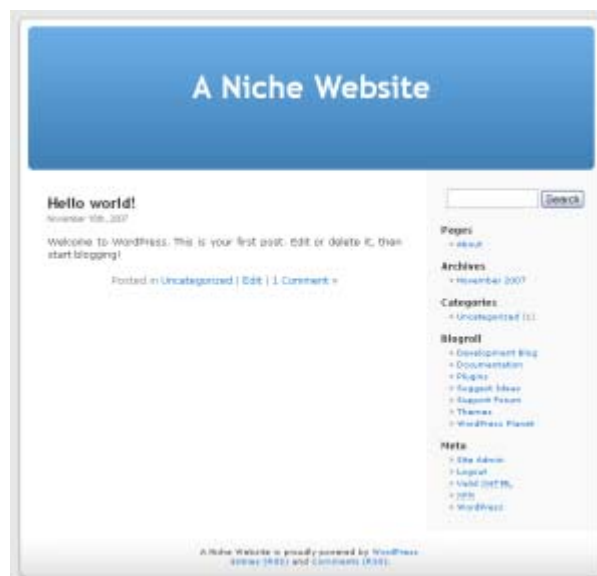 A Niche Website
Hello world!
November 10th, 2007
Welcome to WordPress. This is your first post. Edit or delete it, then
start blogging!
Posted in Uncategorized | Edit | 1 Comment »
Search
Pages
» About
Archives
» November 2007
Categories
» Uncategorized (1)
Blogroll
» Development Blog
» Documentation
» Plugins
» Suggest Ideas
» Support Forum
» Themes
» WordPress Planet
Meta
» Site Admin
» Logout
» Valid XHTML
» XFN
» WordPress
A Niche Website is proudly powered by WordPress
Entries (RSS) and Comments (RSS).